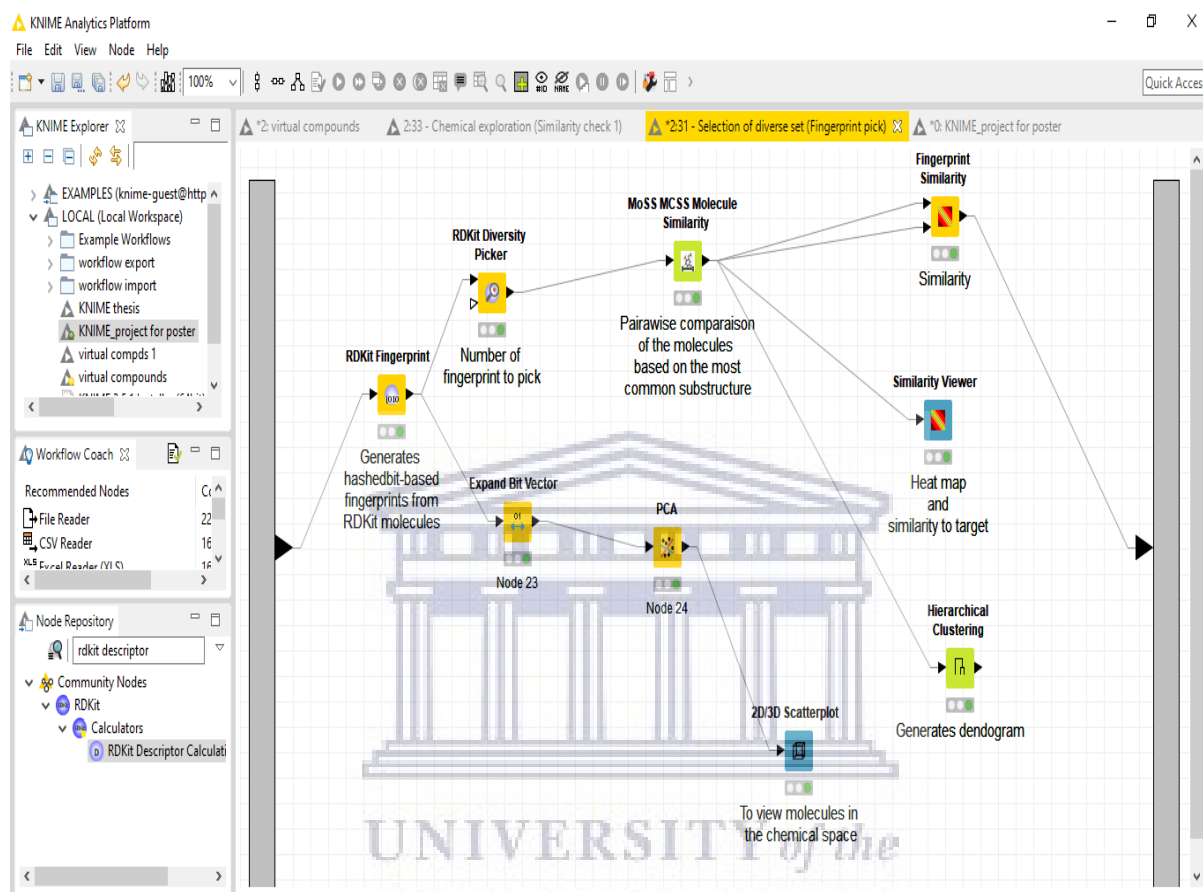 KNIME Analytics Platform
File Edit View Node Help
100%
Quick Acces
KNIME Explorer
*2: virtual compounds
2:33 - Chemical exploration (Similarity check 1)
*2:31 - Selection of diverse set (Fingerprint pick)
*0: KNIME_project for poster
EXAMPLES (knime-guest@http
LOCAL (Local Workspace)
Example Workflows
workflow export
workflow import
KNIME thesis
KNIME_project for poster
virtual compds 1
virtual compounds
Workflow Coach
Recommended Nodes
File Reader
22
CSV Reader
16
Excel Reader (XLS)
16
Node Repository
rdkit descriptor
Community Nodes
RDKit
Calculators
RDKit Descriptor Calculati
Fingerprint
Similarity
Similarity
MoSS MCSS Molecule
Similarity
Pairawise comparaison
of the molecules
based on the most
common substructure
RDKit Diversity
Picker
Number of
fingerprint to pick
RDKit Fingerprint
Generates
hashedbit-based
fingerprints from
RDKit molecules
Similarity Viewer
Heat map
and
similarity to target
Expand Bit Vector
Node 23
PCA
Node 24
Hierarchical
Clustering
Generates dendogram
2D/3D Scatterplot
To view molecules in
the chemical space
UNIVERSITY of the